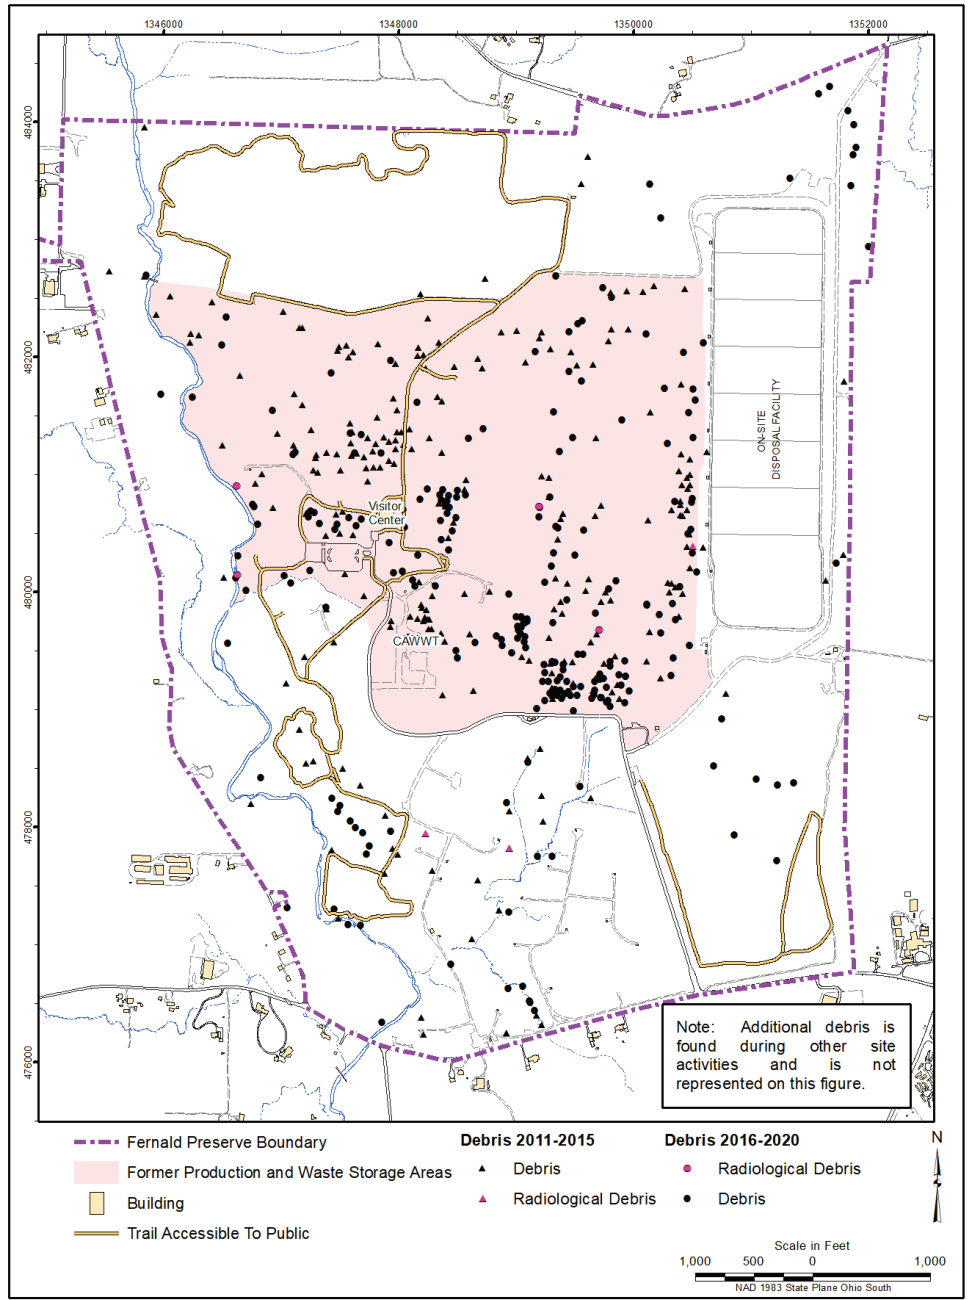 1346000
1348000
1350000
1352000
484000
482000
480000
478000
476000
ON-SITE
DISPOSAL FACILITY
Visitor
Center
CAWWT
Note: Additional debris is
found during other site
activities and is not
represented on this figure.
Fernald Preserve Boundary
Former Production and Waste Storage Areas
Building
Trail Accessible To Public
Debris 2011-2015
Debris
Radiological Debris
Debris 2016-2020
Radiological Debris
Debris
N
Scale in Feet
1,000 500 0 1,000
NAD 1983 State Plane Ohio South